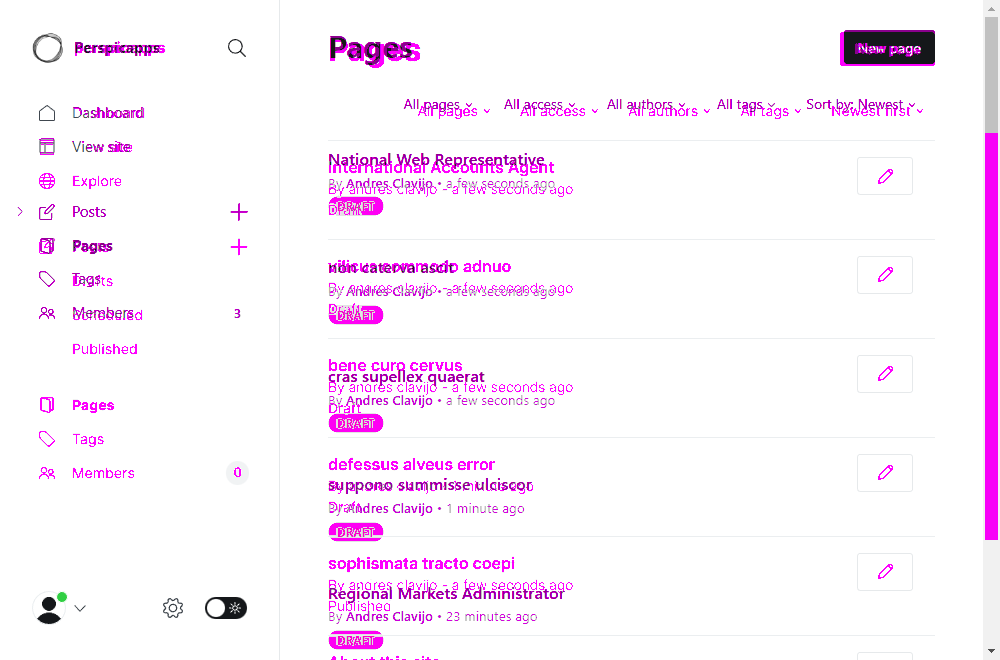 Perspicapps
Dashboard
View site
Explore
Posts
Pages
Tags
Drafts
Members
Scheduled
3
Published
Pages
Tags
Members
0
Pages
New page
All pages
All access
All authors
All tags
Sort by: Newest
All pages
All access
All authors
All tags
Newest first
National Web Representative
International Accounts Agent
By Andres Clavijo • a few seconds ago
By andres clavijo - a few seconds ago
DRAFT
Draft
vilicus commodo adnuo
By andres clavijo - a few seconds ago
By Andres Clavijo • a few seconds ago
Draft
DRAFT
bene curo cervus
cras supellex quaerat
By andres clavijo - a few seconds ago
By Andres Clavijo • a few seconds ago
Draft
DRAFT
defessus alveus error
suppono summisse ulciscor
Draft
By Andres Clavijo • 1 minute ago
DRAFT
sophismata tracto coepi
By andres clavijo - a few seconds ago
Regional Markets Administrator
Published
By Andres Clavijo • 23 minutes ago
DRAFT
About this site